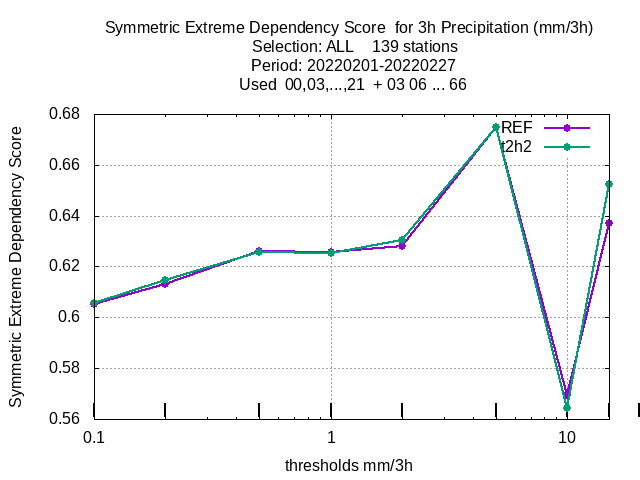 Symmetric Extreme Dependency Score  for 3h Precipitation (mm/3h)
Selection: ALL    139 stations
Period: 20220201-20220227
Used  00,03,...,21  + 03 06 ... 66
Symmetric Extreme Dependency Score
0.68
0.66
0.64
0.62
0.6
0.58
0.56
REF
t2h2
0.1
1
10
thresholds mm/3h